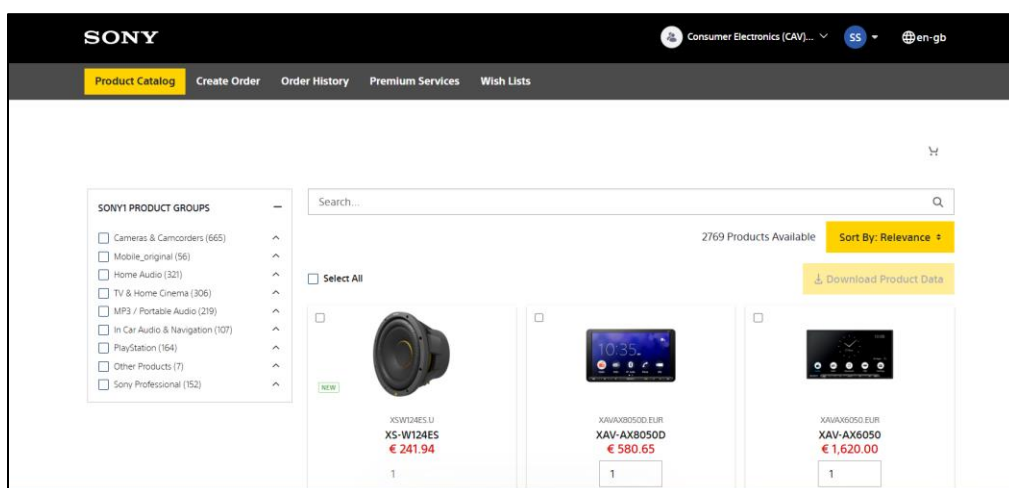 SONY
Consumer Electronics (CAV)...
SS
en-gb
Product Catalog
Create Order
Order History
Premium Services
Wish Lists
SONY1 PRODUCT GROUPS
Cameras & Camcorders (665)
Mobile_original (56)
Home Audio (321)
TV & Home Cinema (306)
MP3 / Portable Audio (219)
In Car Audio & Navigation (107)
PlayStation (164)
Other Products (7)
Sony Professional (152)
Search...
2769 Products Available
Sort By: Relevance
Select All
Download Product Data
NEW
XSW124ES.U
XS-W124ES
€ 241.94
1
10:35
XAVAX8050D.EUR
XAV-AX8050D
€ 580.65
1
XAVAX6050.EUR
XAV-AX6050
€ 1,620.00
1